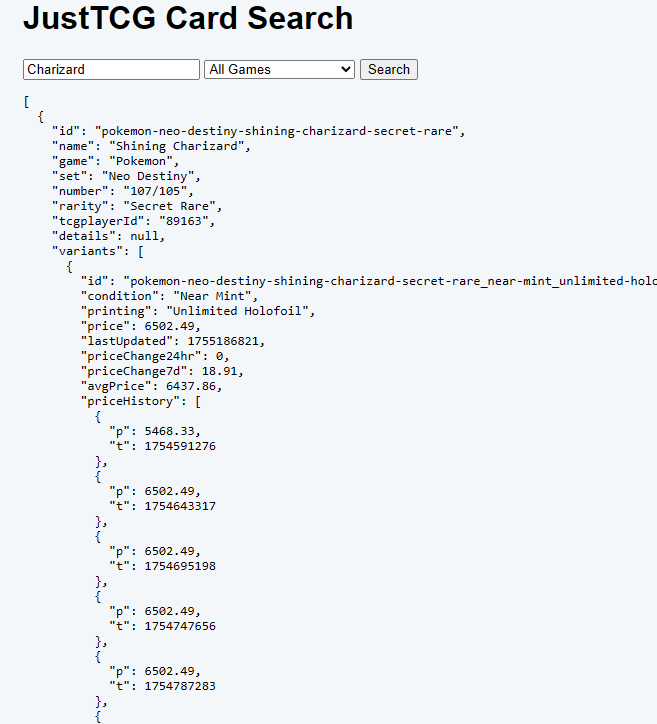 JustTCG Card Search
Charizard All Games Search
[
  {
    "id": "pokemon-neo-destiny-shining-charizard-secret-rare",
    "name": "Shining Charizard",
    "game": "Pokemon",
    "set": "Neo Destiny",
    "number": "107/105",
    "rarity": "Secret Rare",
    "tcgplayerId": "89163",
    "details": null,
    "variants": [
      {
        "id": "pokemon-neo-destiny-shining-charizard-secret-rare_near-mint_unlimited-holo
        "condition": "Near Mint",
        "printing": "Unlimited Holofoil",
        "price": 6502.49,
        "lastUpdated": 1755186821,
        "priceChange24hr": 0,
        "priceChange7d": 18.91,
        "avgPrice": 6437.86,
        "priceHistory": [
          {
            "p": 5468.33,
            "t": 1754591276
          },
          {
            "p": 6502.49,
            "t": 1754643317
          },
          {
            "p": 6502.49,
            "t": 1754695198
          },
          {
            "p": 6502.49,
            "t": 1754747656
          },
          {
            "p": 6502.49,
            "t": 1754787283
          },
          {